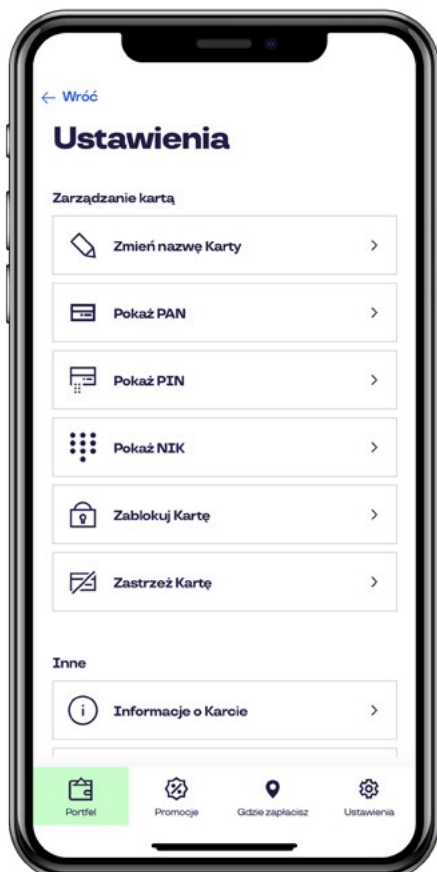 ← Wróć
Ustawienia
Zarządzanie kartą
Zmień nazwę Karty
Pokaż PAN
Pokaż PIN
Pokaż NIK
Zablokuj Kartę
Zastrzeż Kartę
Inne
Informacje o Karcie
Portfel Promocje Gdzie zapłacisz Ustawienia